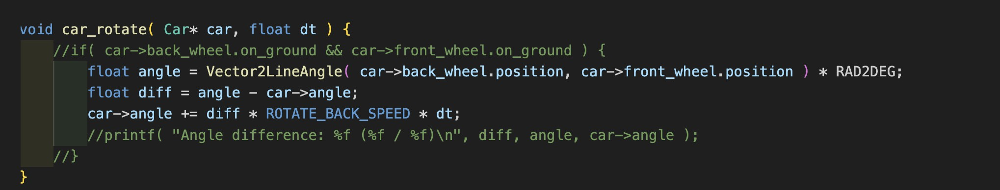 void car_rotate( Car* car, float dt ) {
    //if( car->back_wheel.on_ground && car->front_wheel.on_ground ) {
        float angle = Vector2LineAngle( car->back_wheel.position, car->front_wheel.position ) * RAD2DEG;
        float diff = angle - car->angle;
        car->angle += diff * ROTATE_BACK_SPEED * dt;
        //printf( "Angle difference: %f (%f / %f)\n", diff, angle, car->angle );
    //}
}